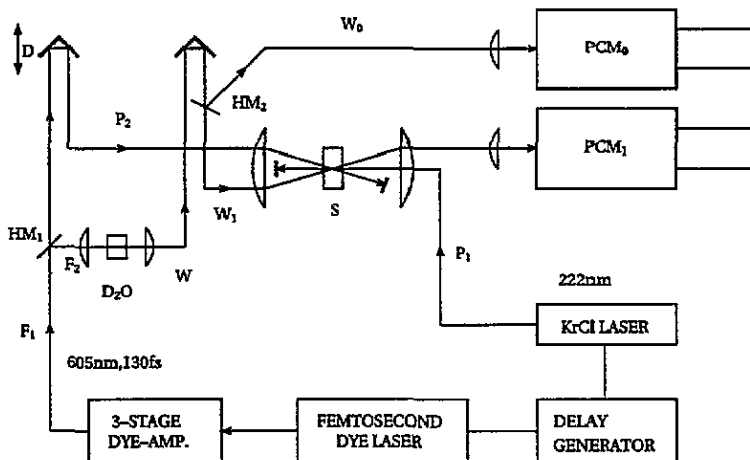 W₀
D
PCM₀
HM₂
P₂
PCM₁
W₁
S
HM₁
F₂
W
D₂O
P₁
222nm
F₁
KrCl LASER
605nm,130fs
3–STAGE
DYE–AMP.
FEMTOSECOND
DYE LASER
DELAY
GENERATOR